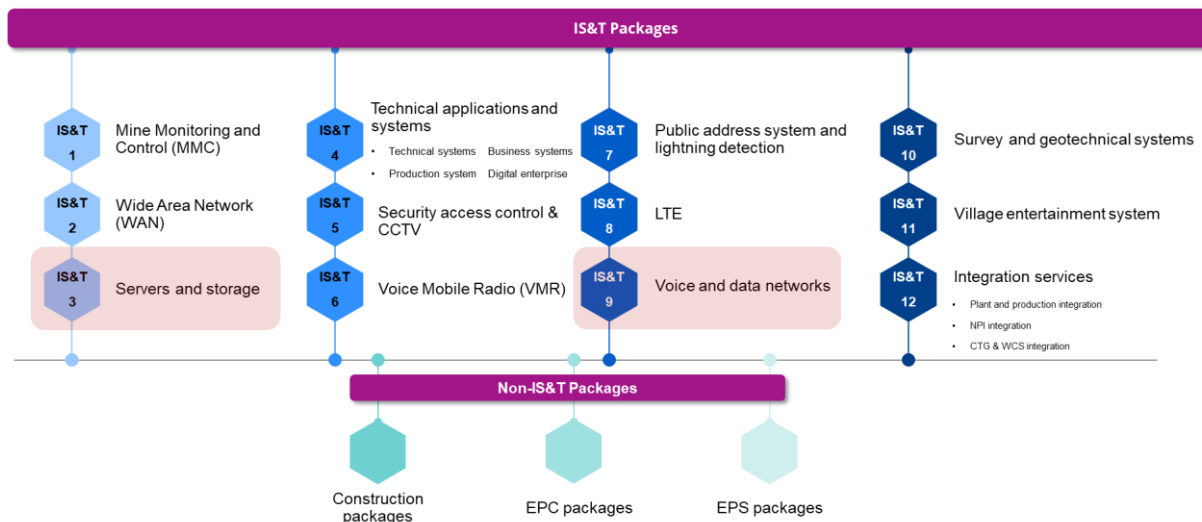 IS&T Packages
IS&T
1
Mine Monitoring and
Control (MMC)
IS&T
2
Wide Area Network
(WAN)
IS&T
3
Servers and storage
IS&T
4
Technical applications and
systems
• Technical systems Business systems
• Production system Digital enterprise
IS&T
5
Security access control &
CCTV
IS&T
6
Voice Mobile Radio (VMR)
IS&T
7
Public address system and
lightning detection
IS&T
8
LTE
IS&T
9
Voice and data networks
IS&T
10
Survey and geotechnical systems
IS&T
11
Village entertainment system
IS&T
12
Integration services
• Plant and production integration
• NPI integration
• CTG & WCS integration
Non-IS&T Packages
Construction
packages
EPC packages
EPS packages